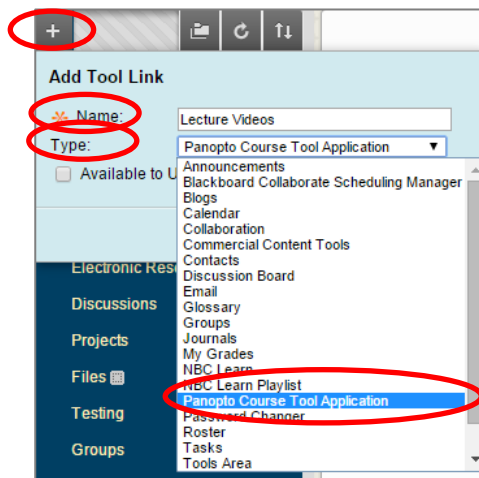 +
Add Tool Link
Name:
Lecture Videos
Type:
Panopto Course Tool Application
Available to U
Announcements
Blackboard Collaborate Scheduling Manager
Blogs
Calendar
Collaboration
Commercial Content Tools
Contacts
Discussion Board
Email
Glossary
Groups
Journals
My Grades
NBC Learn
NBC Learn Playlist
Panopto Course Tool Application
Password Changer
Roster
Tasks
Tools Area
Electronic Res
Discussions
Projects
Files
Testing
Groups